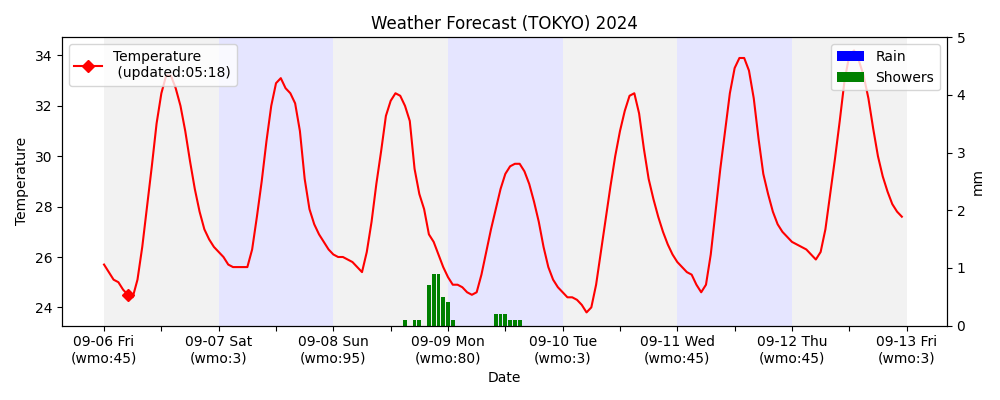 Weather Forecast (TOKYO) 2024
Temperature
(updated:05:18)
Rain
Showers
34
32
30
28
26
24
Temperature
5
4
3
2
1
0
mm
09-06 Fri
(wmo:45)
09-07 Sat
(wmo:3)
09-08 Sun
(wmo:95)
09-09 Mon
(wmo:80)
09-10 Tue
(wmo:3)
09-11 Wed
(wmo:45)
09-12 Thu
(wmo:45)
09-13 Fri
(wmo:3)
Date